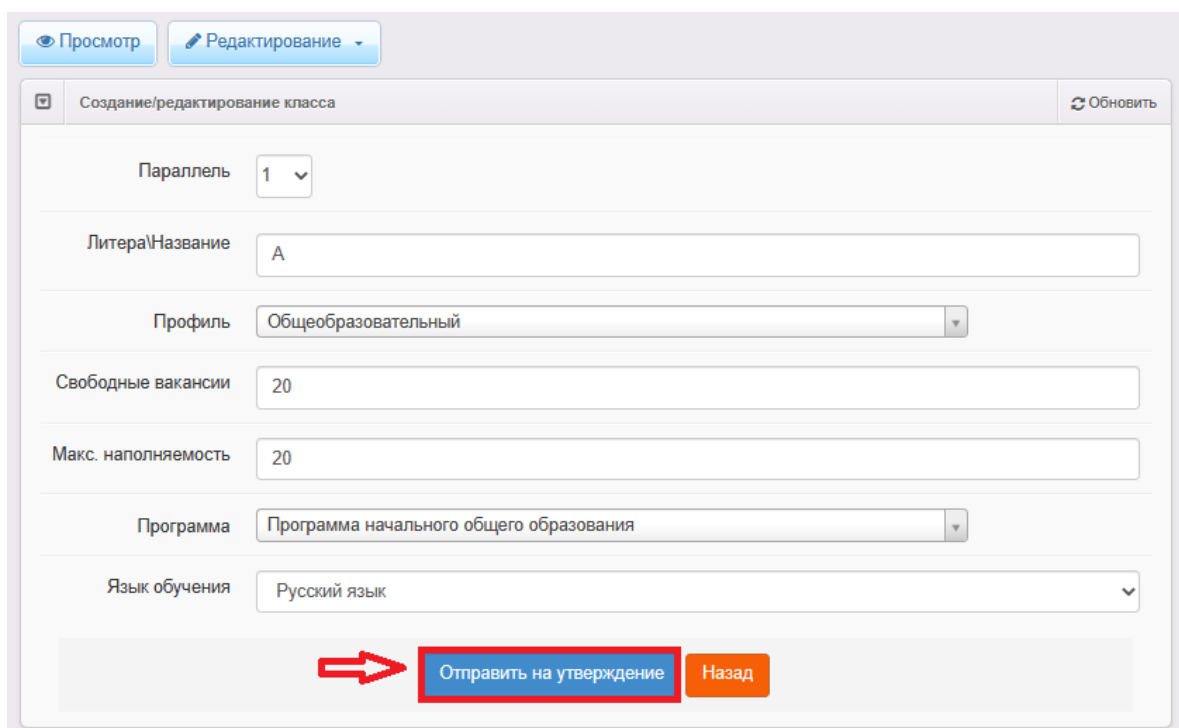 Просмотр Редактирование
Создание/редактирование класса Обновить
Параллель 1
Литера\Название А
Профиль Общеобразовательный
Свободные вакансии 20
Макс. наполняемость 20
Программа Программа начального общего образования
Язык обучения Русский язык
Отправить на утверждение Назад